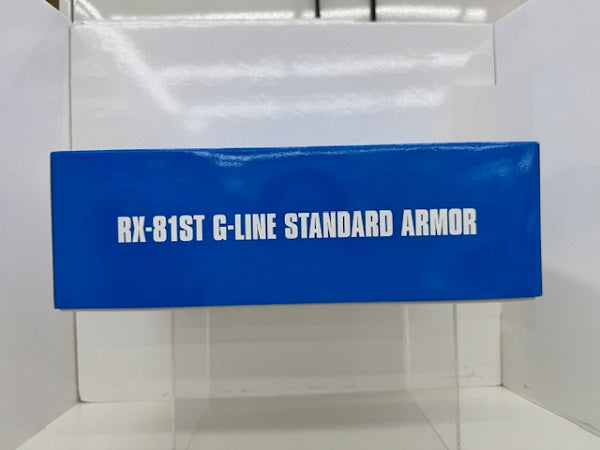 RX-81ST G-LINE STANDARD ARMOR